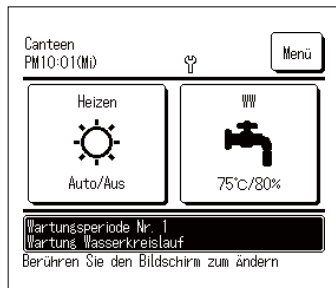 Canteen
PM10:01(Mi)
Menü
Heizen
Auto/Aus
WW
75℃/80%
Wartungsperiode Nr. 1
Wartung Wasserkreislauf
Berühren Sie den Bildschirm zum ändern